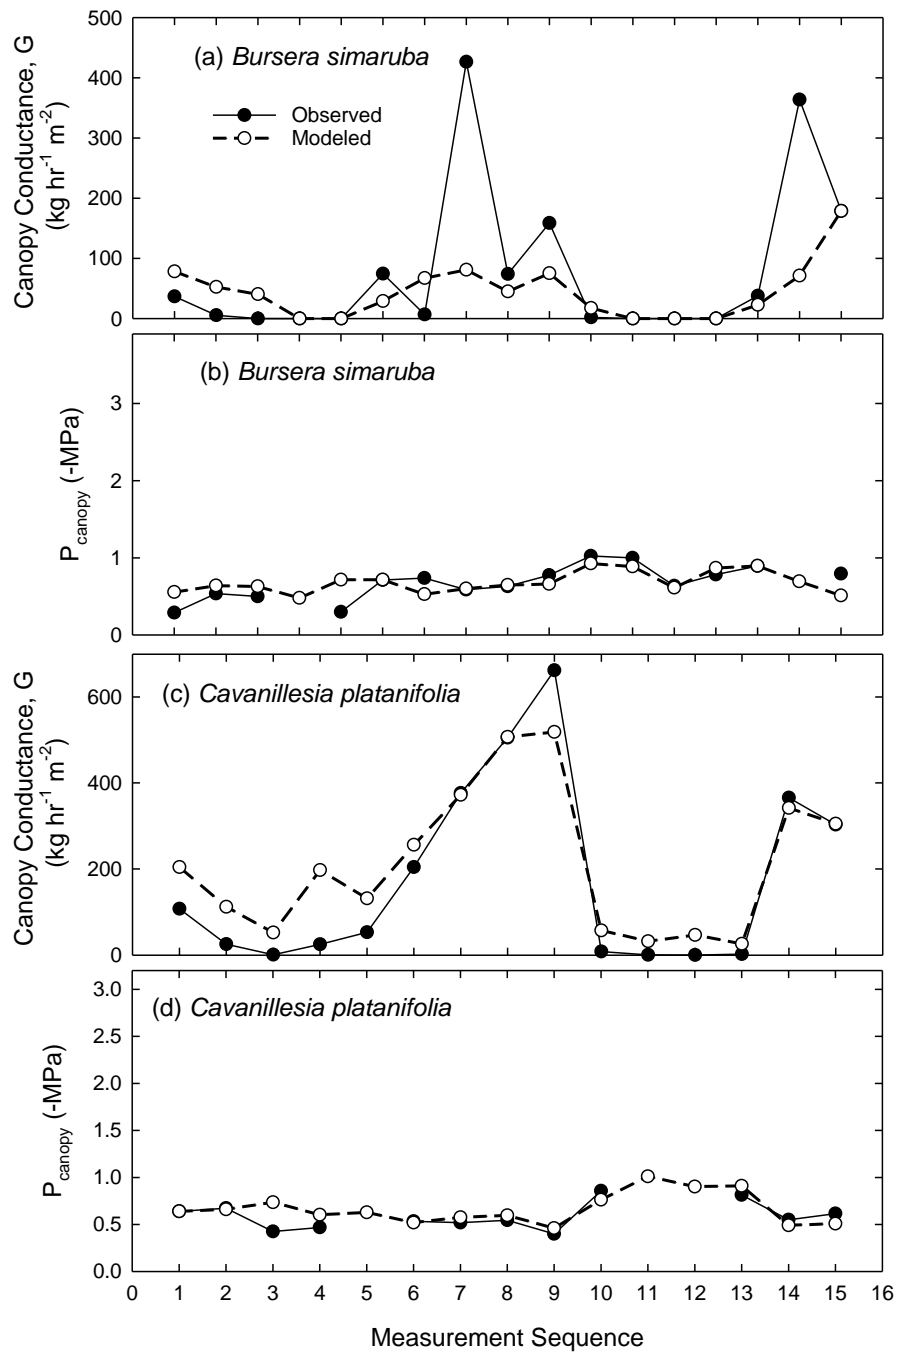 500
400
300
200
100
0
Canopy Conductance, G
(kg hr-1 m-2)
(a) Bursera simaruba
Observed
Modeled
3
2
1
0
Pcanopy (-MPa)
(b) Bursera simaruba
600
400
200
0
Canopy Conductance, G
(kg hr-1 m-2)
(c) Cavanillesia platanifolia
3.0
2.5
2.0
1.5
1.0
0.5
0.0
Pcanopy (-MPa)
(d) Cavanillesia platanifolia
0 1 2 3 4 5 6 7 8 9 10 11 12 13 14 15 16
Measurement Sequence